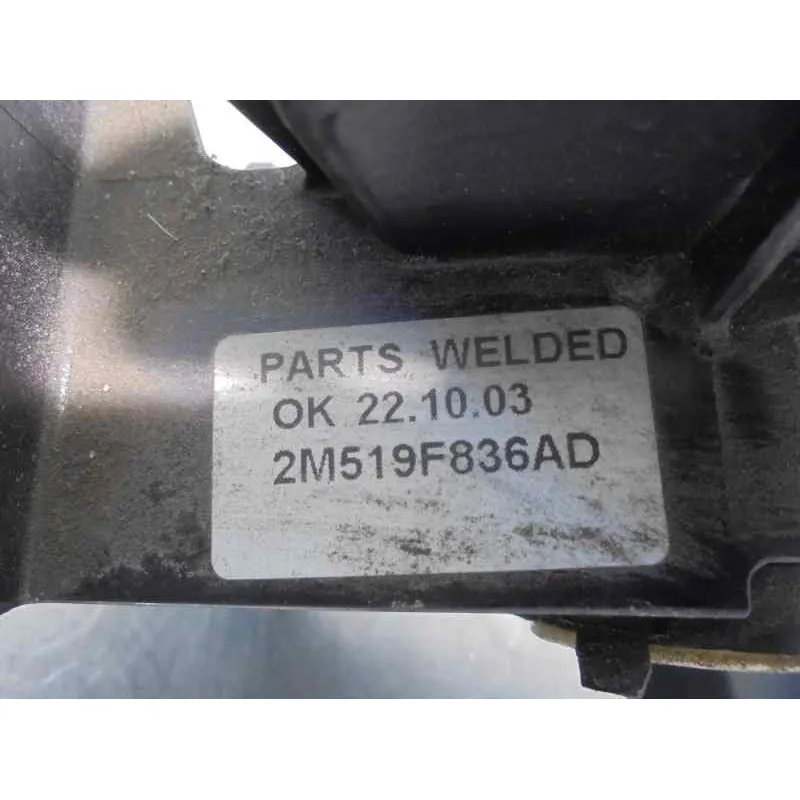 PARTS WELDED
OK 22.10.03
2M519F836AD